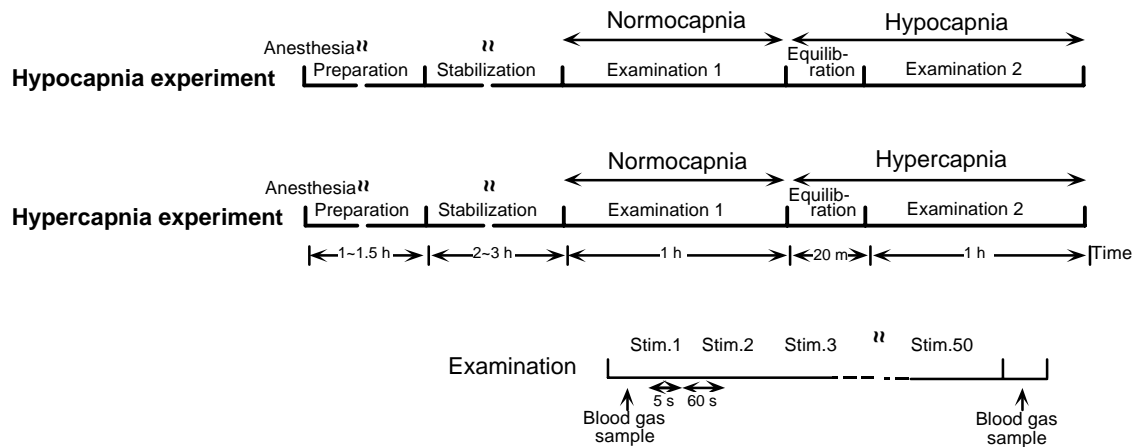 Normocapnia Hypocapnia
Anesthesia
Equilib-
Hypocapnia experiment Preparation Stabilization Examination 1 ration Examination 2
Normocapnia Hypercapnia
Anesthesia
Equilib-
Hypercapnia experiment Preparation Stabilization Examination 1 ration Examination 2
1~1.5 h 2~3 h 1 h 20 m 1 h Time
Stim.1 Stim.2 Stim.3 Stim.50
Examination
5 s 60 s
Blood gas Blood gas
sample sample